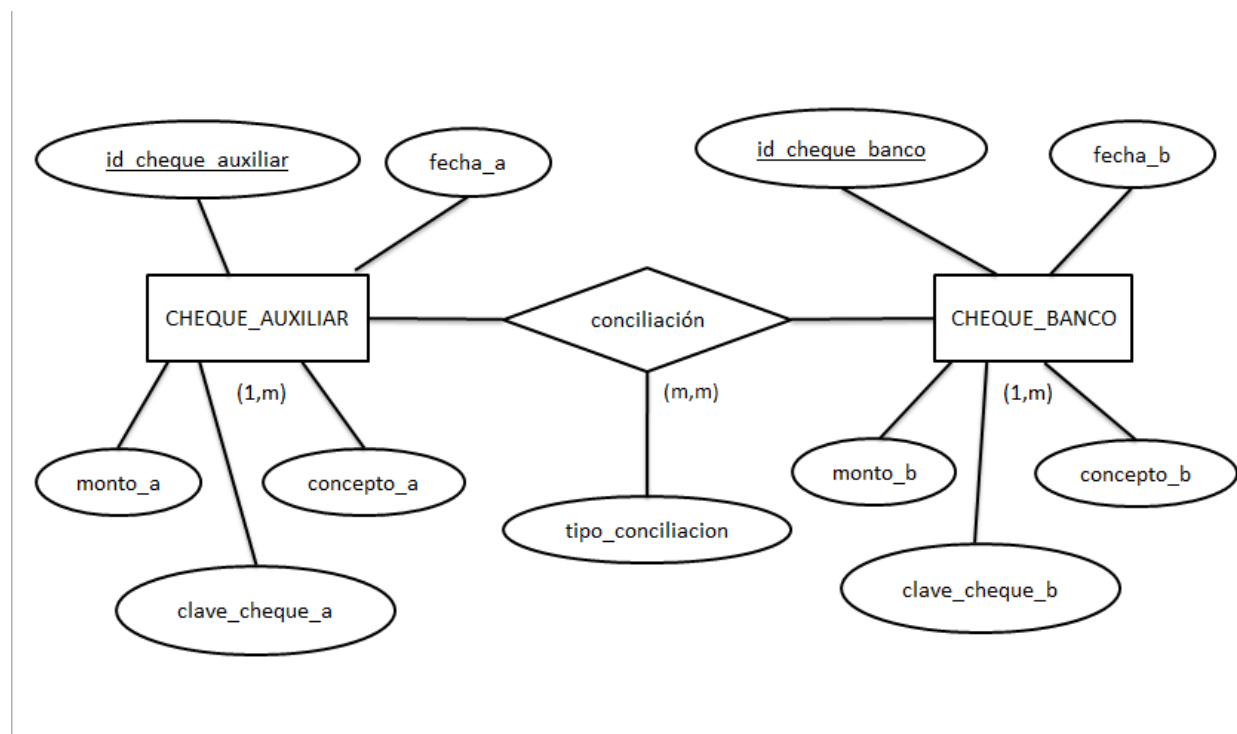 id_cheque_auxiliar
fecha_a
id_cheque_banco
fecha_b
CHEQUE_AUXILIAR
conciliación
CHEQUE_BANCO
(1,m)
(m,m)
(1,m)
monto_a
concepto_a
monto_b
concepto_b
tipo_conciliacion
clave_cheque_a
clave_cheque_b